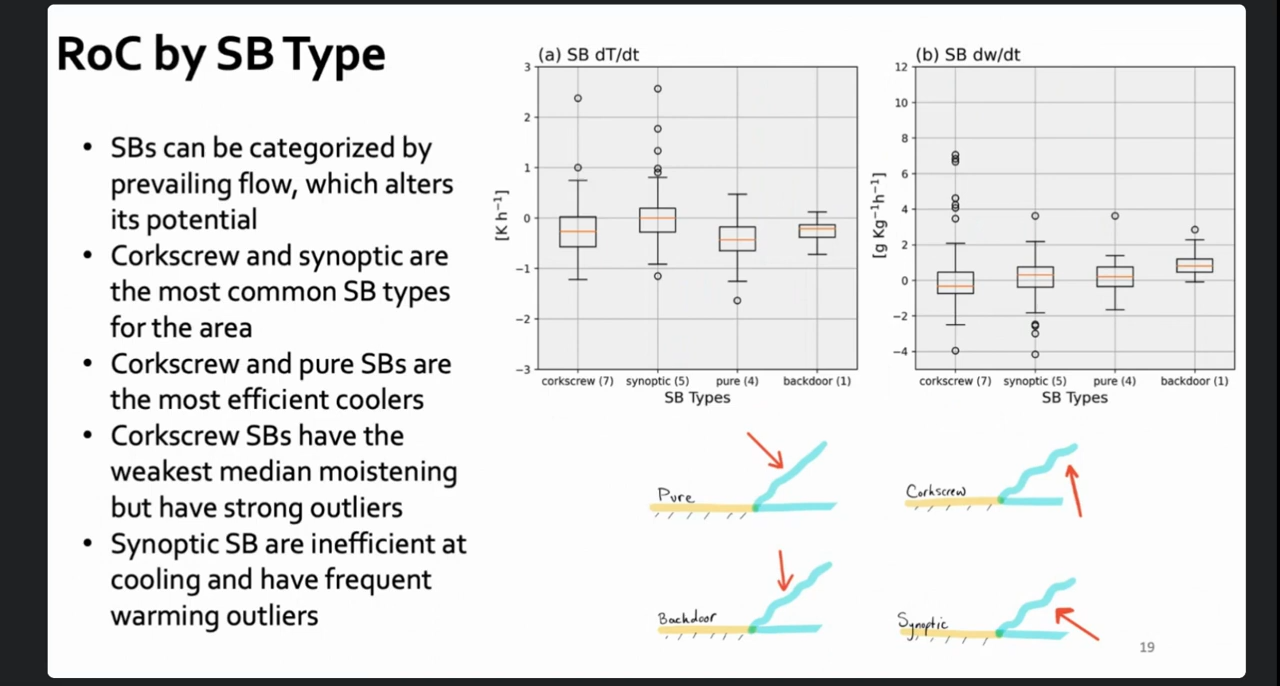 RoC by SB Type
• SBs can be categorized by
prevailing flow, which alters
its potential
• Corkscrew and synoptic are
the most common SB types
for the area
• Corkscrew and pure SBs are
the most efficient coolers
• Corkscrew SBs have the
weakest median moistening
but have strong outliers
• Synoptic SB are inefficient at
cooling and have frequent
warming outliers
(a) SB dT/dt
[K h⁻¹]
3
2
1
0
−1
−2
−3
corkscrew (7) synoptic (5) pure (4) backdoor (1)
SB Types
(b) SB dw/dt
[g Kg⁻¹h⁻¹]
12
10
8
6
4
2
0
−2
−4
corkscrew (7) synoptic (5) pure (4) backdoor (1)
SB Types
Pure
Corkscrew
Backdoor
Synoptic
19